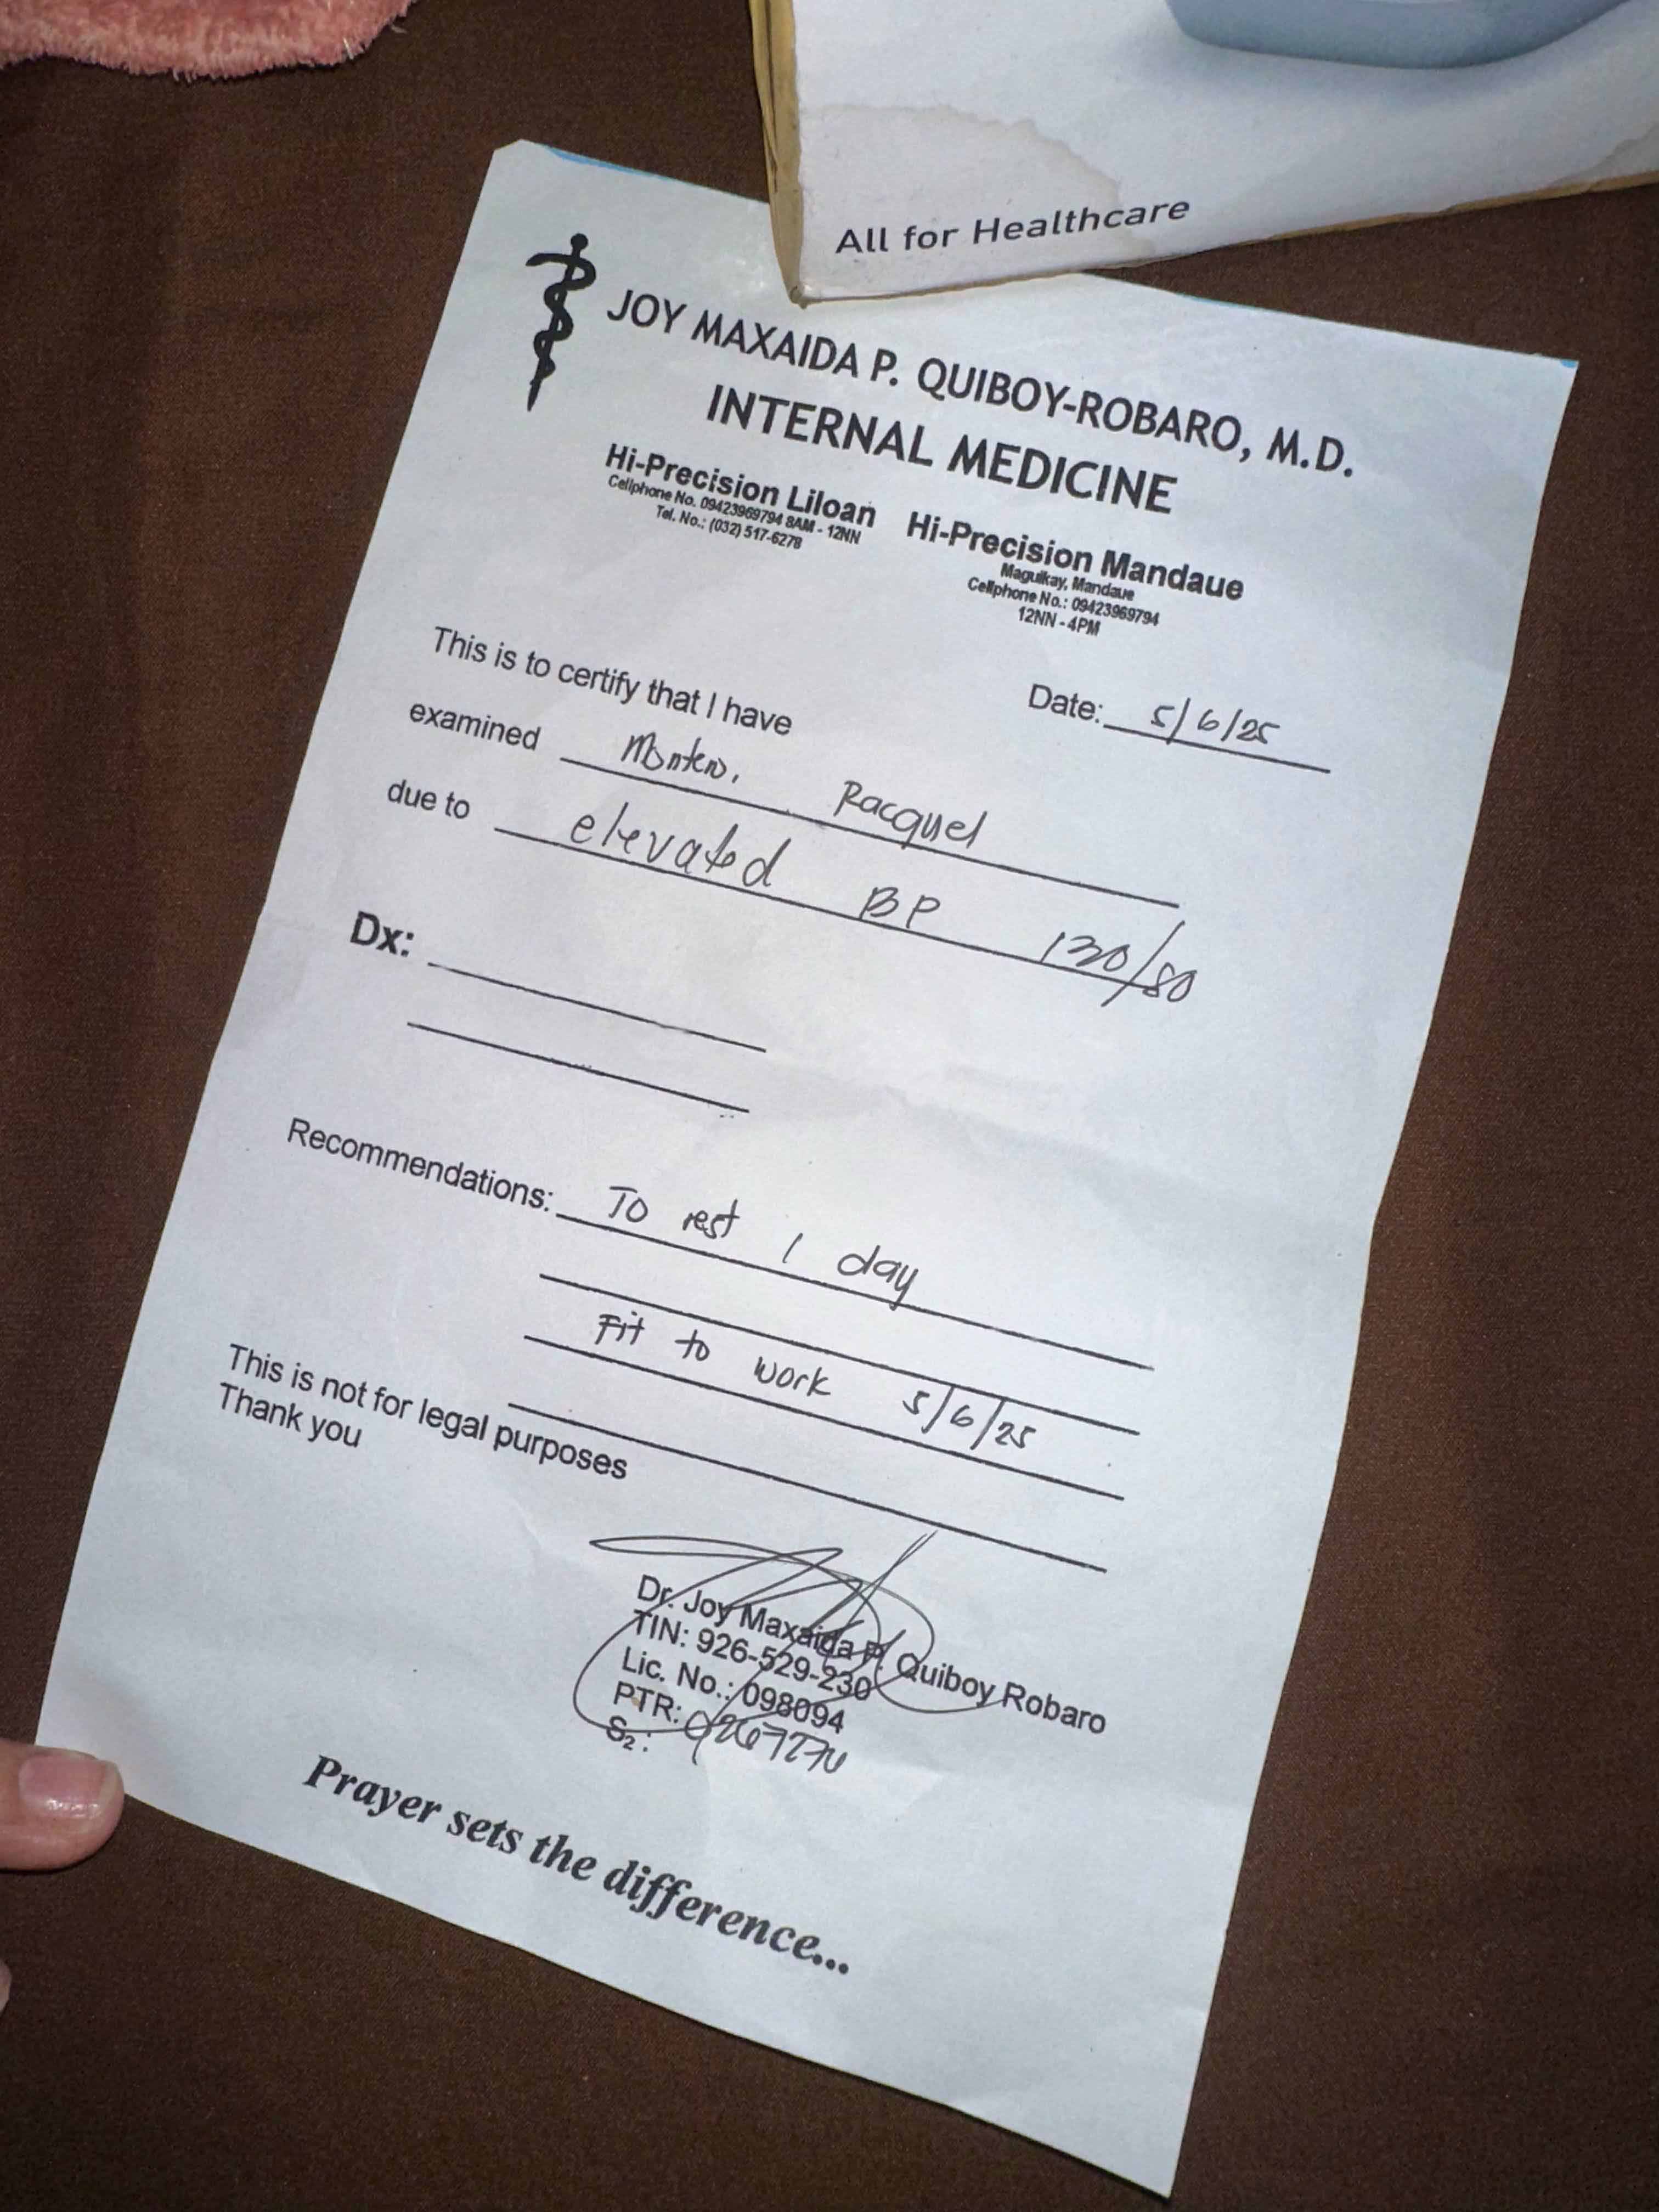 All for Healthcare
JOY MAXAIDA P. QUIBOY-ROBARO, M.D.
INTERNAL MEDICINE
Hi-Precision Liloan
Cellphone No. 09423969794 8AM - 12NN
Tel. No.: (032) 517-6278
Hi-Precision Mandaue
Maguikay, Mandaue
Cellphone No.: 09423969794
12NN - 4PM
Date: 5/6/25
This is to certify that I have
examined Racquel
due to elevated BP 130/80
Dx:
Recommendations: To rest 1 day
Fit to work 5/6/25
This is not for legal purposes
Thank you
Dr. Joy Maxaida P. Quiboy Robaro
TIN: 926-529-230
Lic. No.: 098094
PTR:
S2 :
Prayer sets the difference...